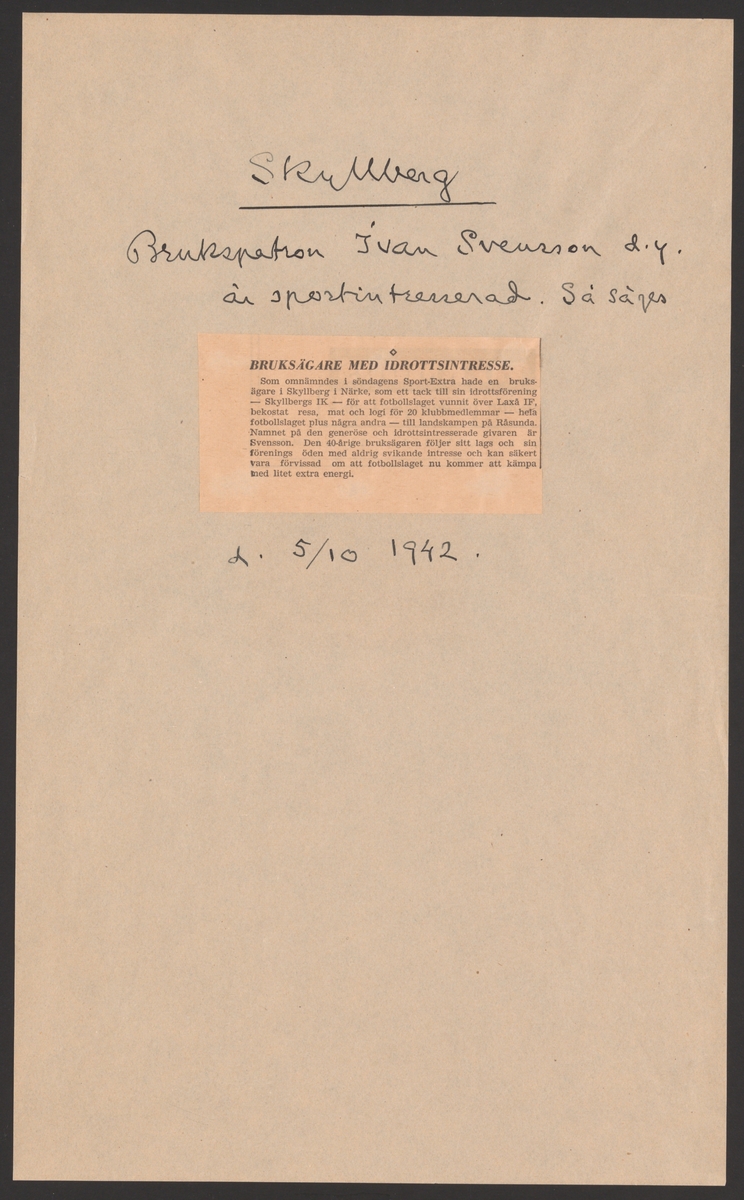 Skyllberg
Brukspatron Ivan Svensson d.y.
är sportintresserad. Så säges
BRUKSÄGARE MED IDROTTSINTRESSE.
Som omnämndes i söndagens Sport-Extra hade en bruks-
ägare i Skyllberg i Närke, som ett tack till sin idrottsförening
— Skyllbergs IK — för att fotbollslaget vunnit över Laxå IF,
bekostat resa, mat och logi för 20 klubbmedlemmar — hela
fotbollslaget plus några andra — till landskampen på Råsunda.
Namnet på den generöse och idrottsintresserade givaren är
Svensson. Den 40-årige bruksägaren följer sitt lags och sin
förenings öden med aldrig svikande intresse och kan säkert
vara förvissad om att fotbollslaget nu kommer att kämpa
med litet extra energi.
d. 5/10 1942.